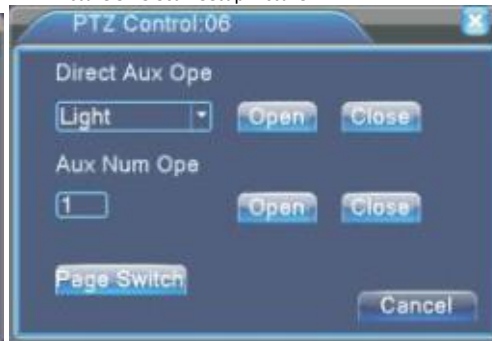 PTZ Control:06
Direct Aux Ope
Light Open Close
Aux Num Ope
1 Open Close
Page Switch
Cancel